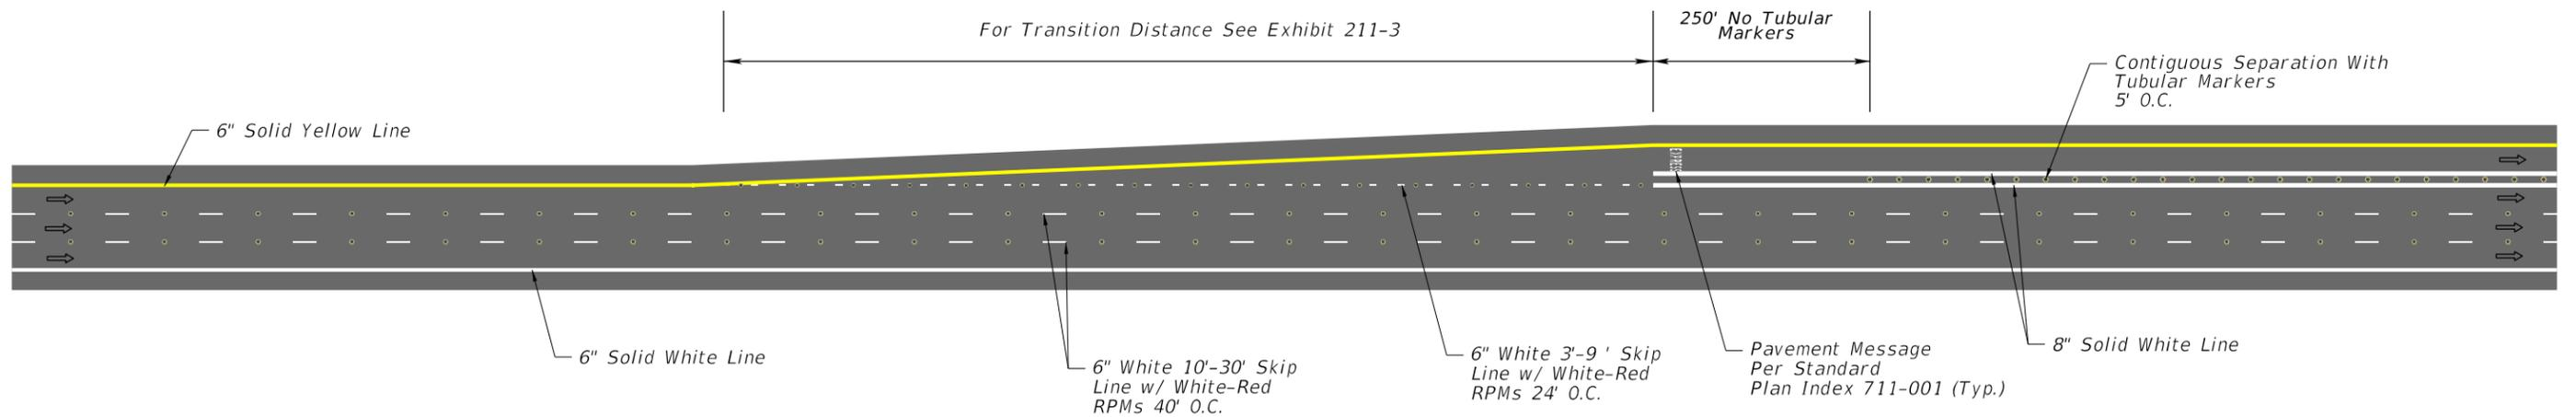 For Transition Distance See Exhibit 211-3
250' No Tubular
Markers
Contiguous Separation With
Tubular Markers
5' O.C.
6" Solid Yellow Line
EXPRESS
6" Solid White Line
6" White 10'-30' Skip
Line w/ White-Red
RPMs 40' O.C.
6" White 3'-9 ' Skip
Line w/ White-Red
RPMs 24' O.C.
Pavement Message
Per Standard
Plan Index 711-001 (Typ.)
8" Solid White Line